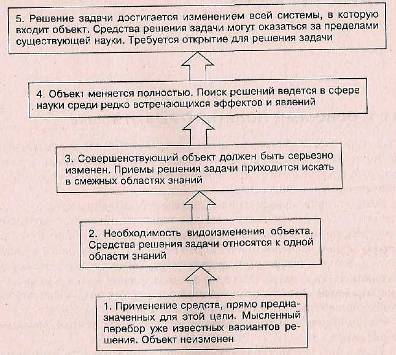 5. Решение задачи достигается изменением всей системы, в которую
входит объект. Средства решения задачи могут оказаться за пределами
существующей науки. Требуется открытие для решения задачи
4 Объект меняется полностью. Поиск решений ведется в сфере
науки среди редко встречающихся эффектов и явлений
3. Совершенствующий объект должен быть серьезно
изменен. Приемы решения задачи приходится искать
в смежных областях знаний
2. Необходимость видоизменения объекта.
Средства решения задачи относятся к одной
области знаний
1. Применение средств, прямо предна-
значенных для этой цели. Мысленный
перебор уже известных вариантов ре-
шения. Объект неизменен